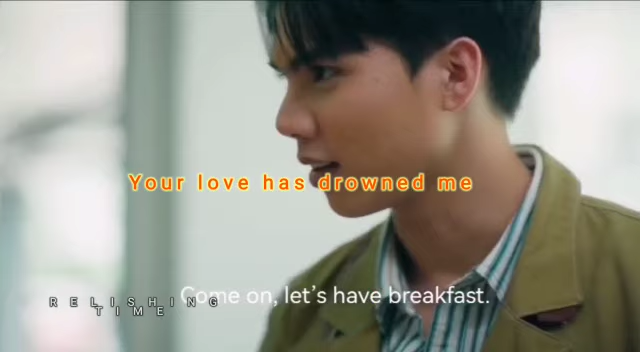 Your love has drowned me
Come on, let's have breakfast.
RELISHING
TIME